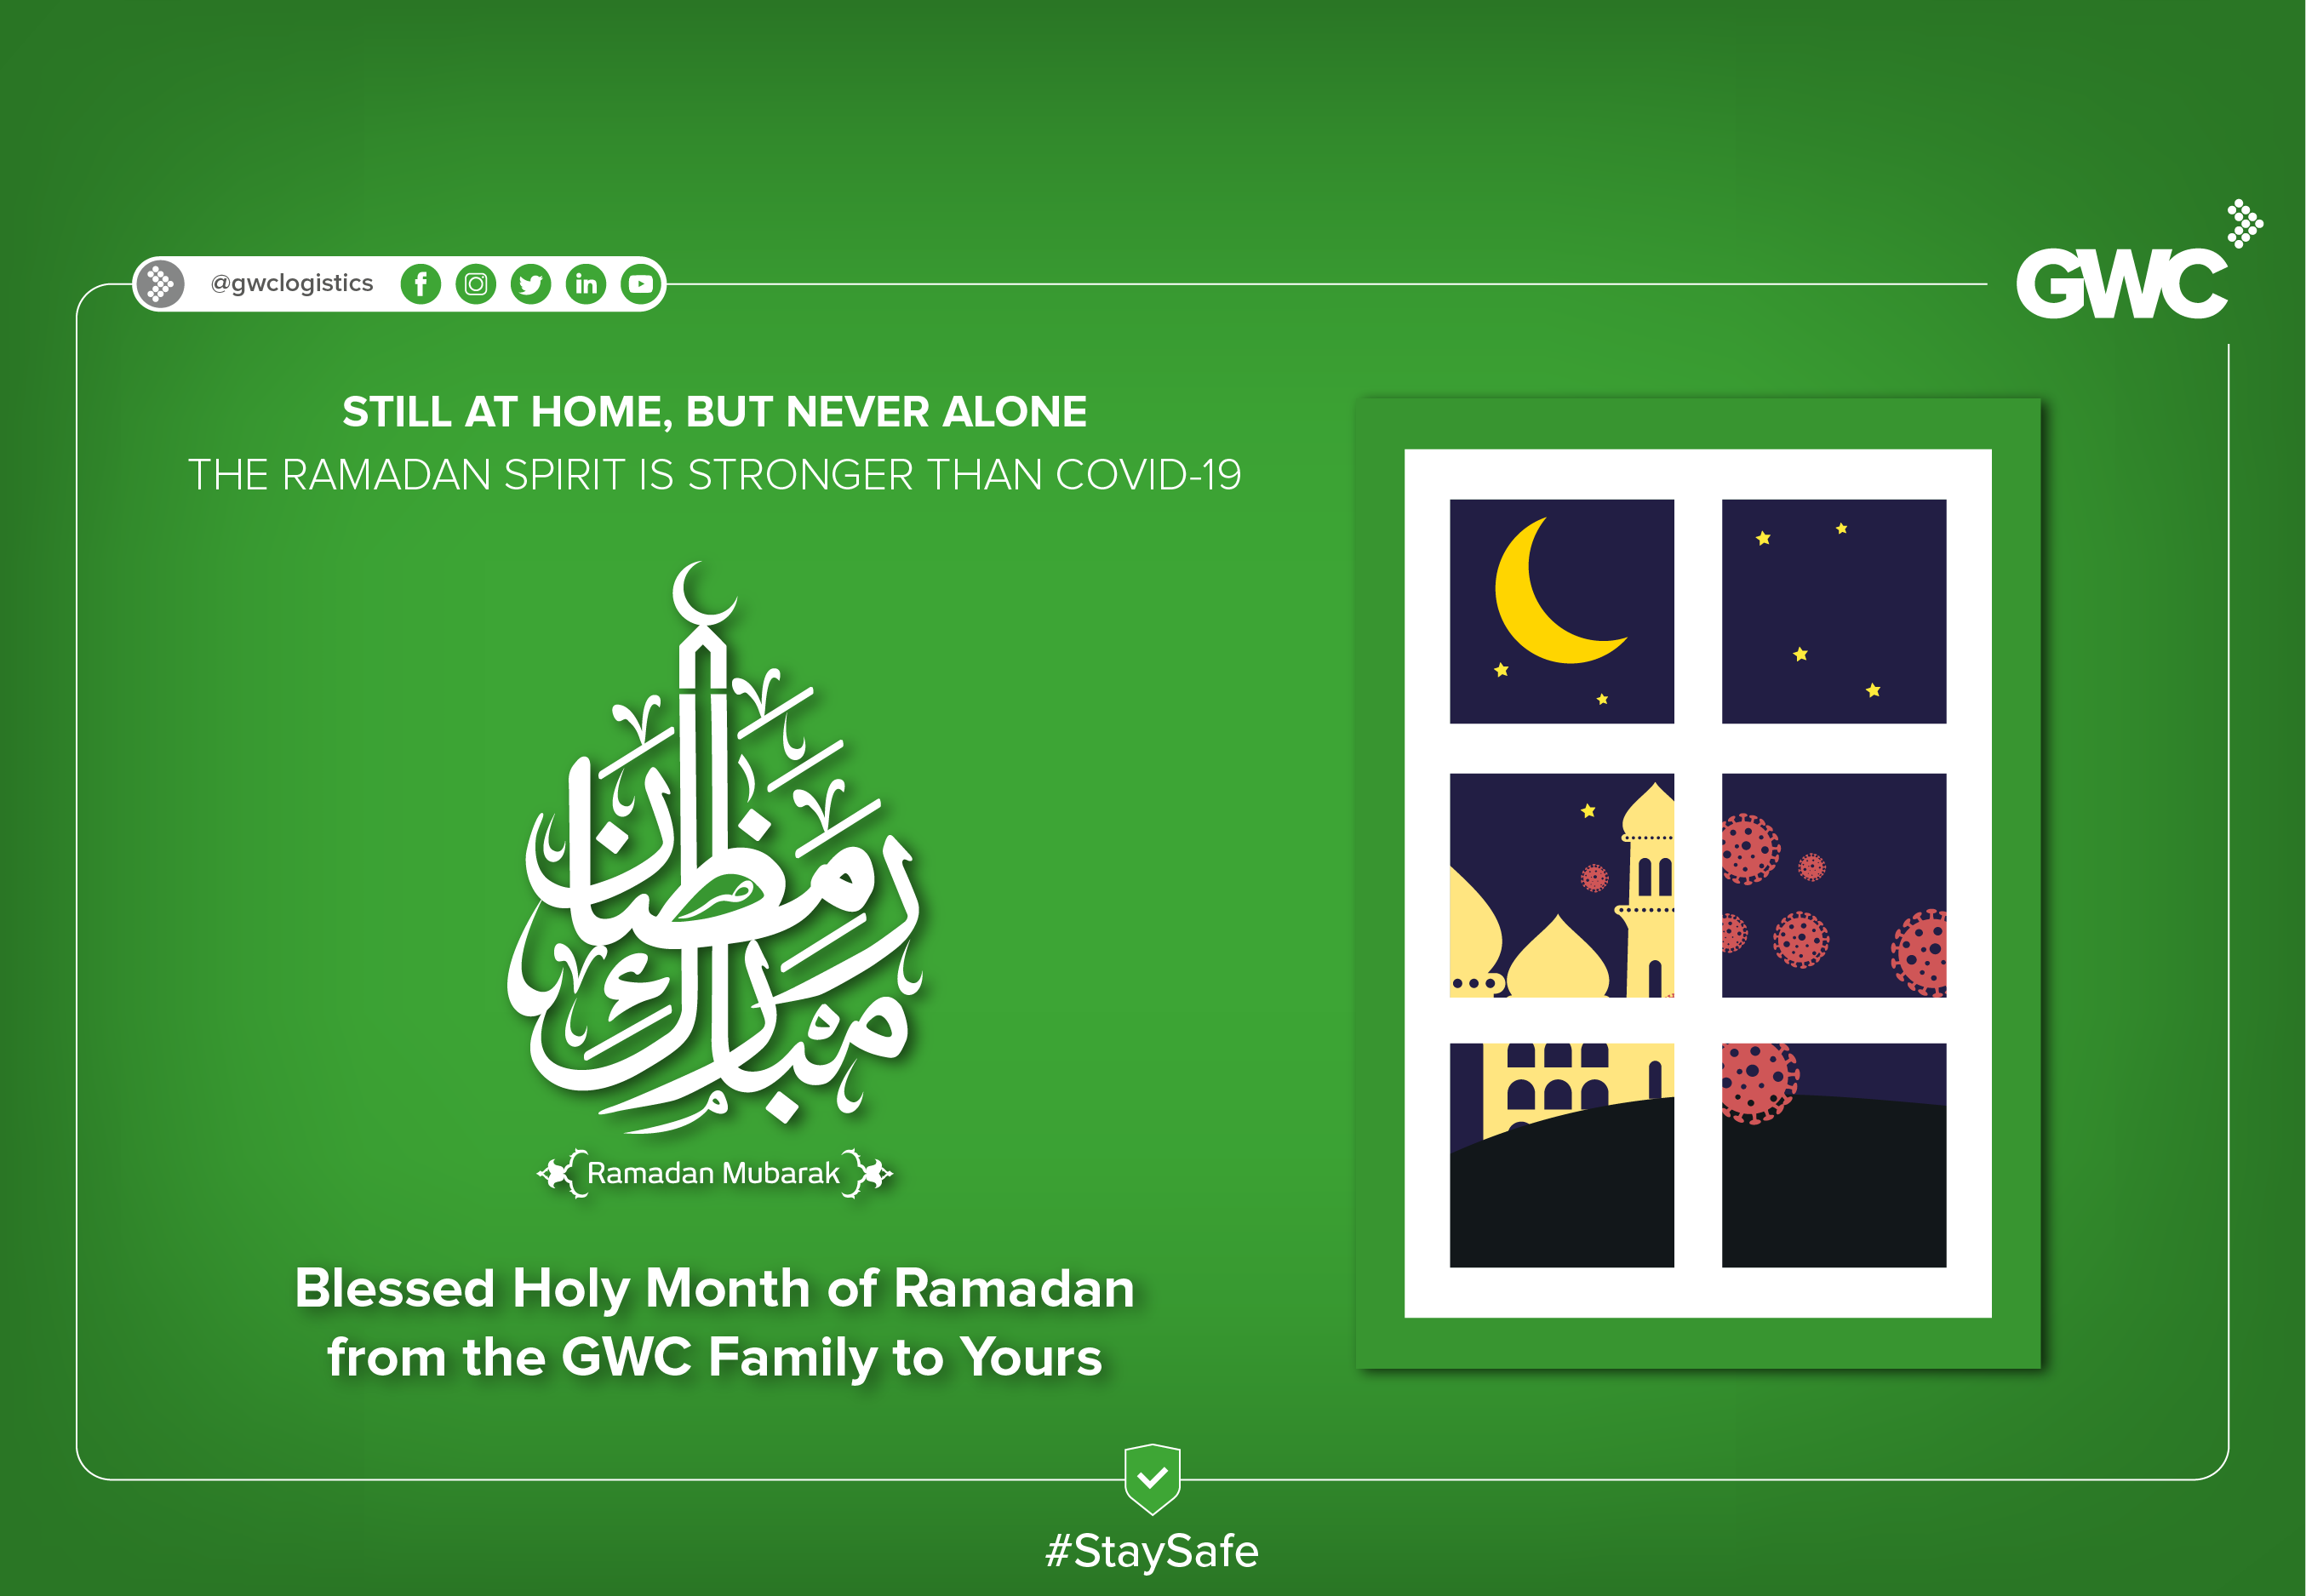 @gwclogistics
GWC
STILL AT HOME, BUT NEVER ALONE
THE RAMADAN SPIRIT IS STRONGER THAN COVID-19
رمضان
مبارك
Ramadan Mubarak
Blessed Holy Month of Ramadan
from the GWC Family to Yours
#StaySafe